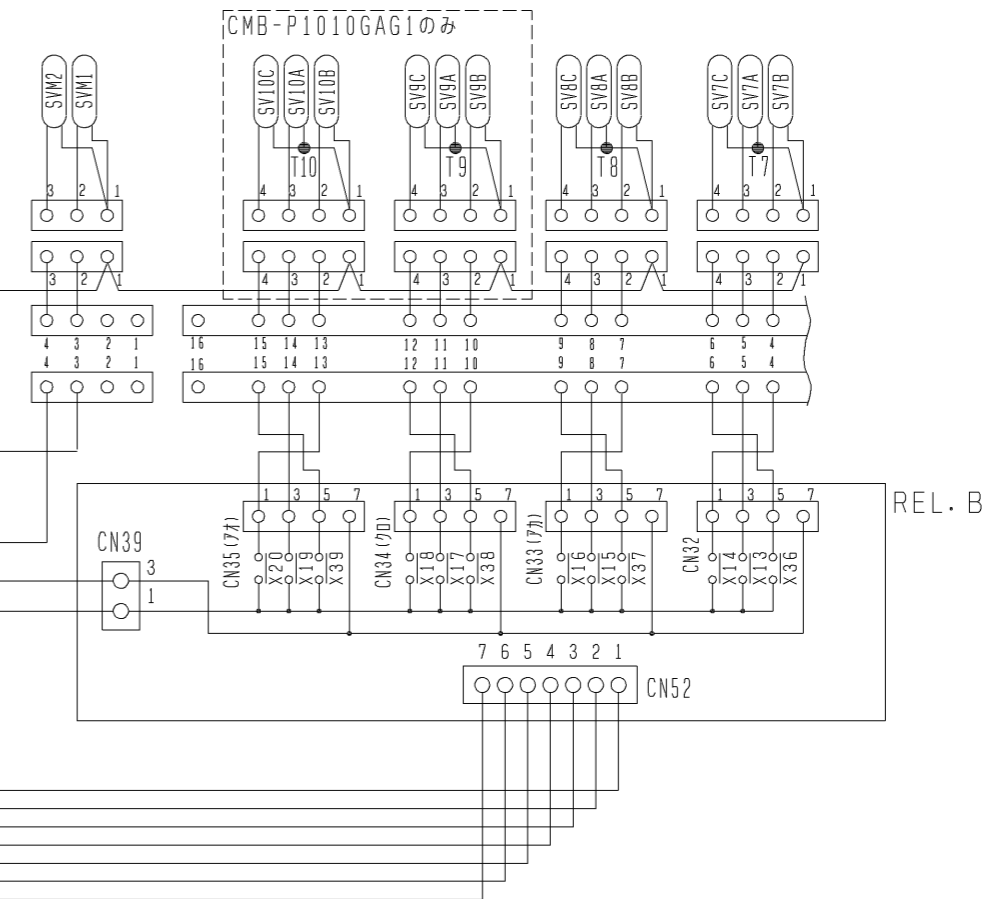 CMB-P1010GAG1のみ
SVM2 SVM1 SV10C SV10A SV10B SV9C SV9A SV9B SV8C SV8A SV8B SV7C SV7A SV7B
T10 T9 T8 T7
3 2 1 4 3 2 1 4 3 2 1 4 3 2 1 4 3 2 1
3 2 1 4 3 2 1 4 3 2 1 4 3 2 1 4 3 2 1
4 3 2 1 16 15 14 13 12 11 10 9 8 7 6 5 4
4 3 2 1 16 15 14 13 12 11 10 9 8 7 6 5 4
1 3 5 7 1 3 5 7 1 3 5 7 1 3 5 7
REL.B
CN39
CN35(アオ) CN34(クロ) CN33(アカ) CN32
3
X20 X19 X39 X18 X17 X38 X16 X15 X37 X14 X13 X36
1
7 6 5 4 3 2 1
CN52